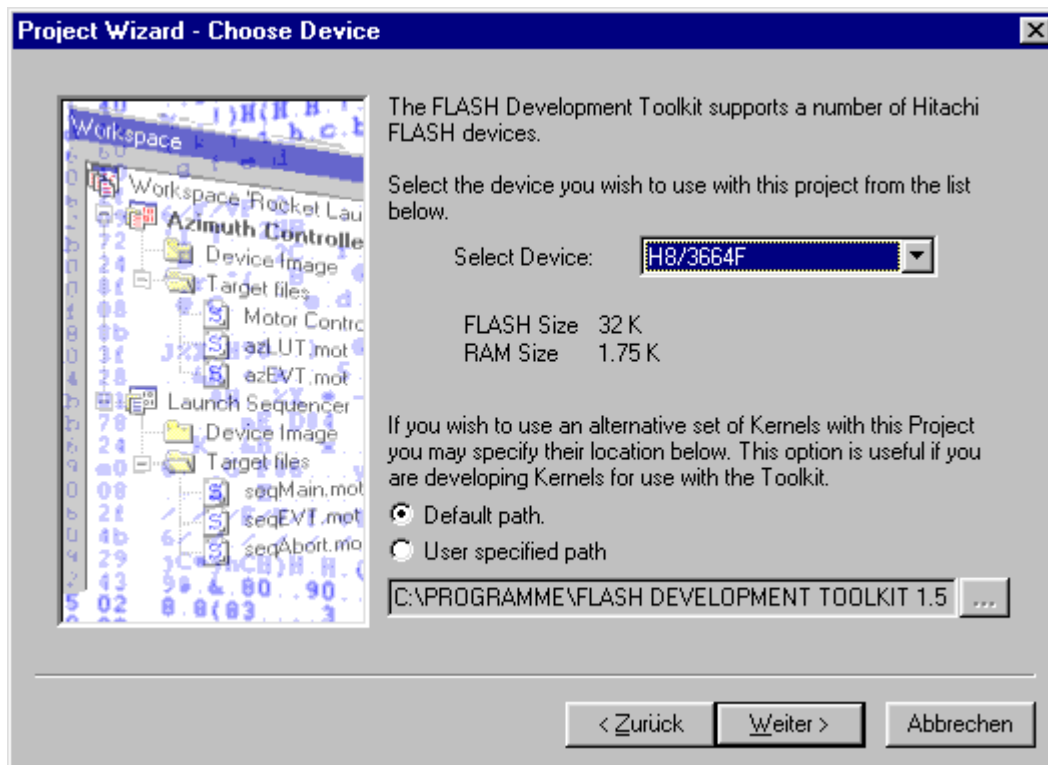 Project Wizard - Choose Device
Workspace
Workspace 'Rocket Lau
Azimuth Controlle
Device Image
Target files
Motor Contro
azLUT.mot
azEVT.mot
Launch Sequencer
Device Image
Target files
seqMain.mot
seqEVT.mot
seqAbort.mo
The FLASH Development Toolkit supports a number of Hitachi
FLASH devices.
Select the device you wish to use with this project from the list
below.
Select Device: H8/3664F
FLASH Size 32 K
RAM Size 1.75 K
If you wish to use an alternative set of Kernels with this Project
you may specify their location below. This option is useful if you
are developing Kernels for use with the Toolkit.
Default path.
User specified path
C:\PROGRAMME\FLASH DEVELOPMENT TOOLKIT 1.5 ...
< Zurück Weiter > Abbrechen